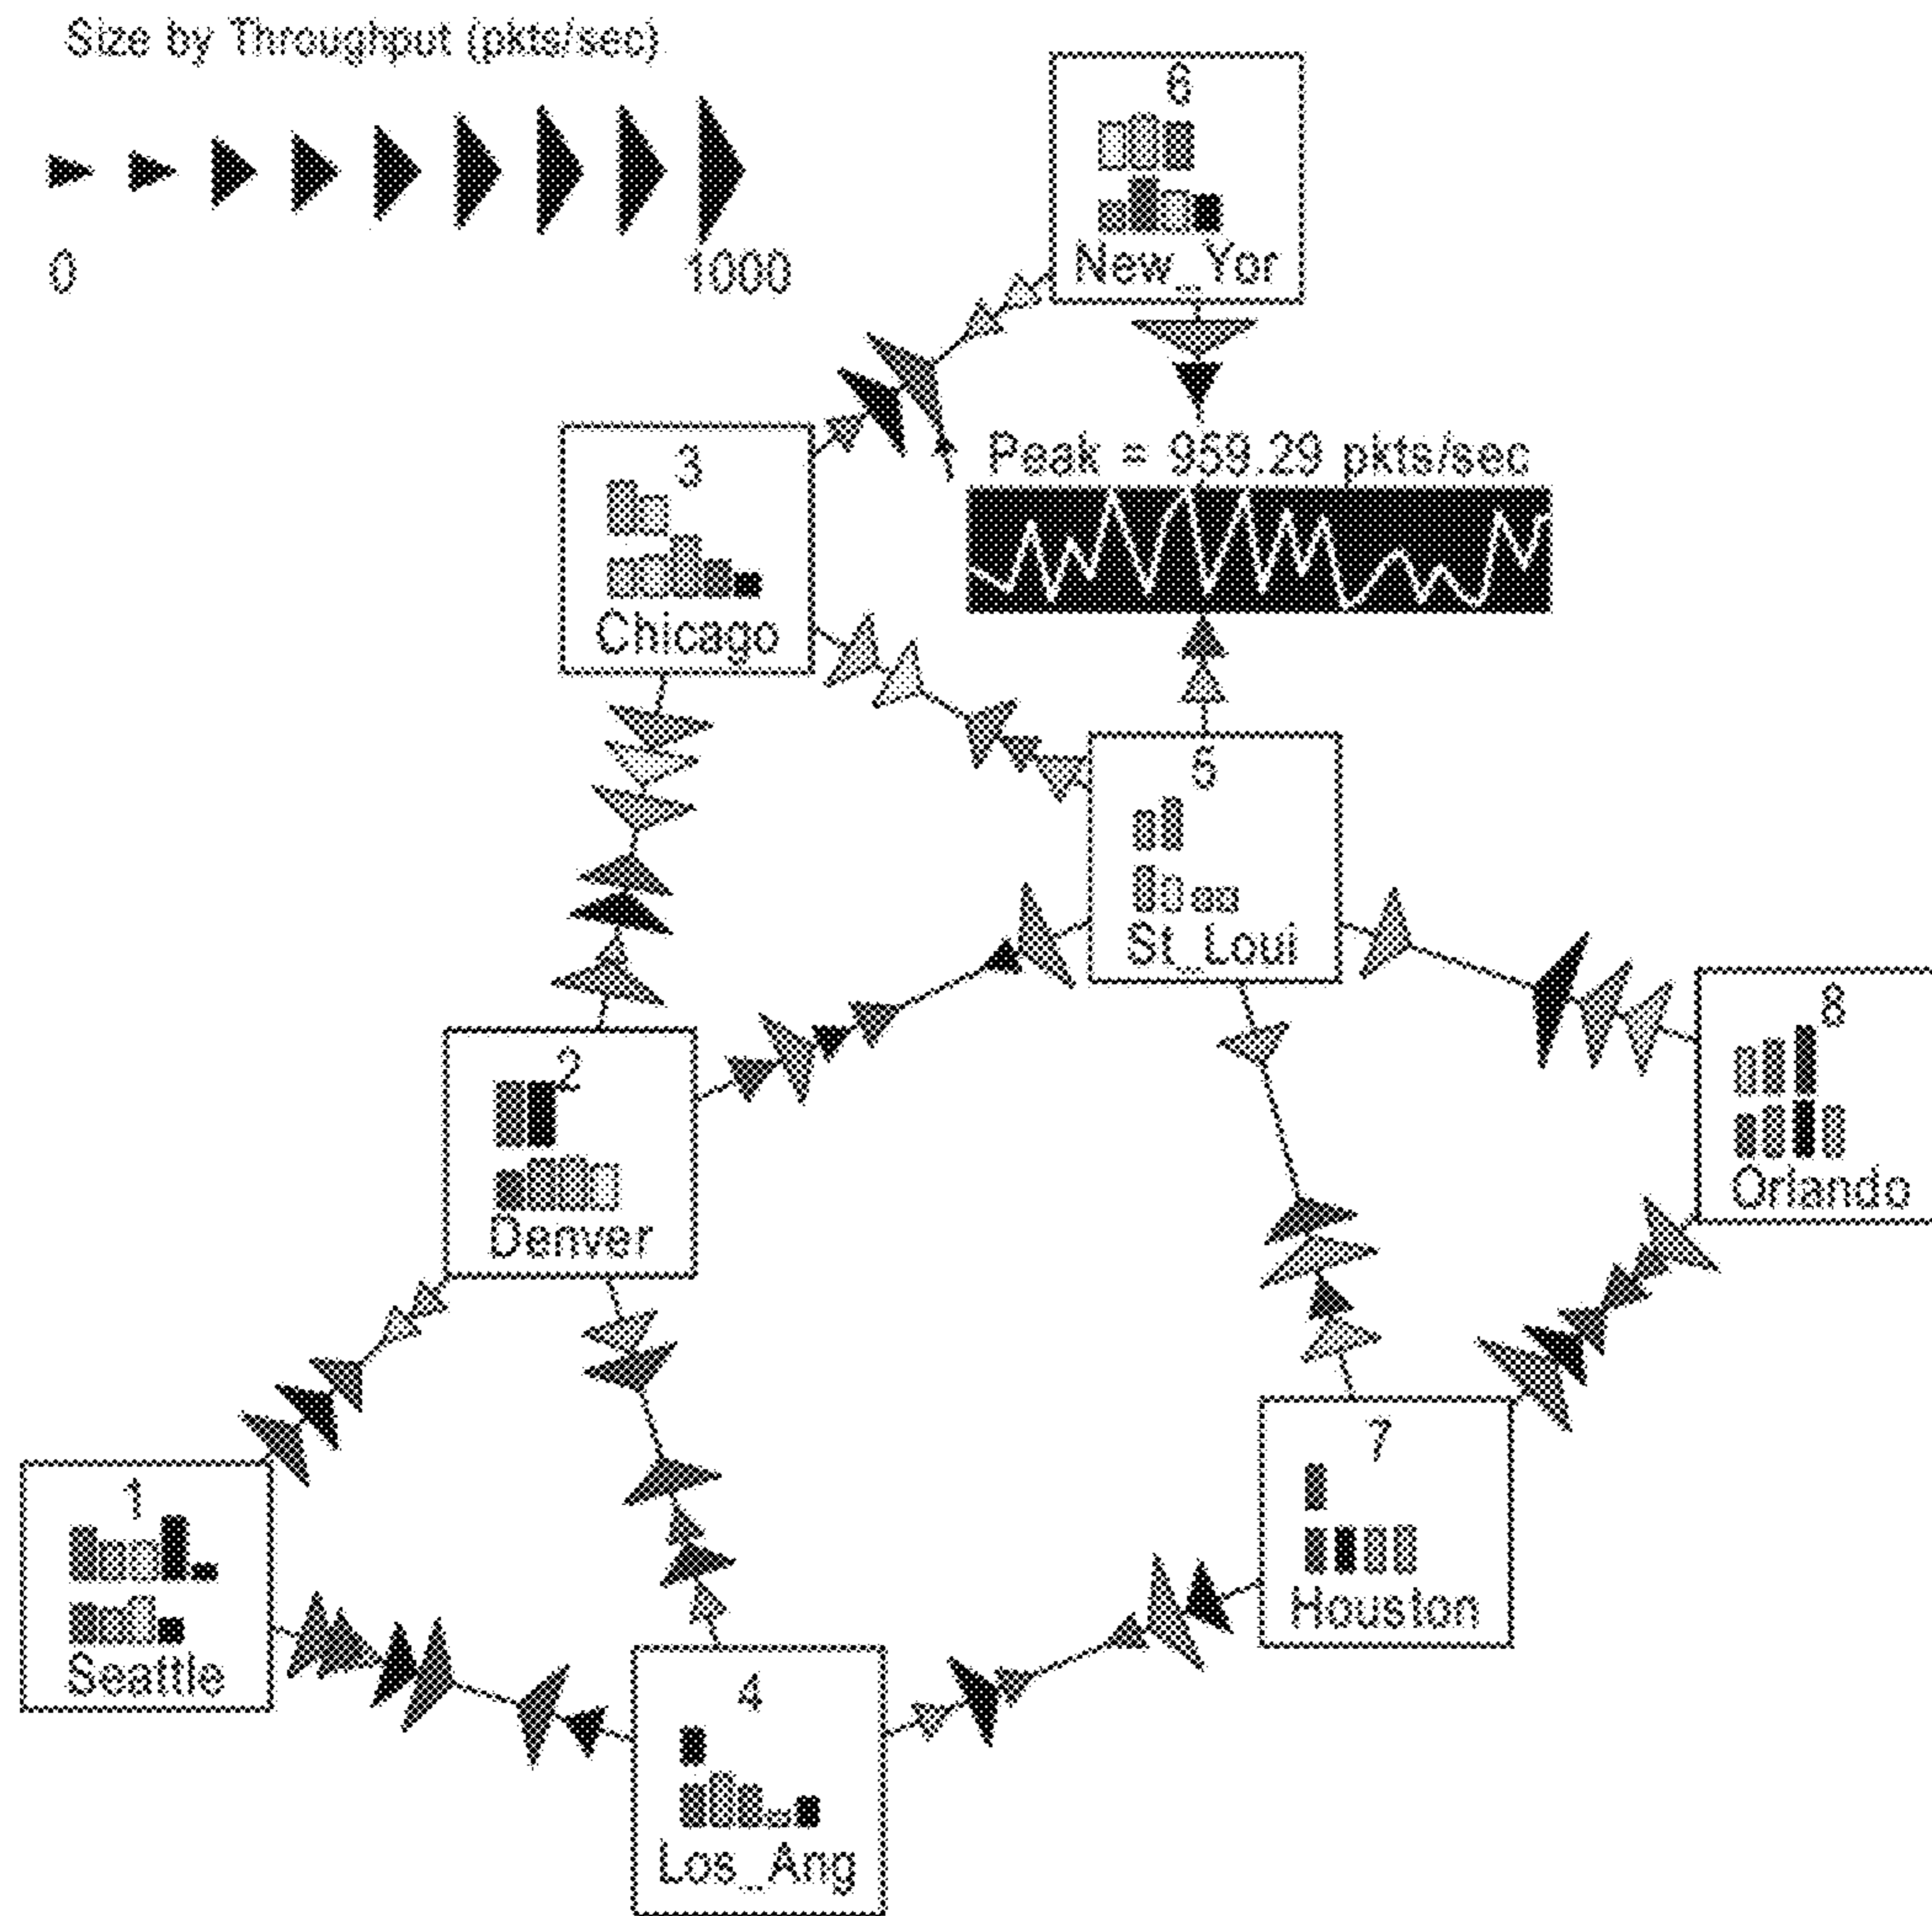 Size by Throughput (pkts/sec)
0 1000
6
New_Yor
3
Chicago
Peak = 959.29 pkts/sec
5
St_Loui
8
Orlando
2
Denver
7
Houston
1
Seattle
4
Los_Ang